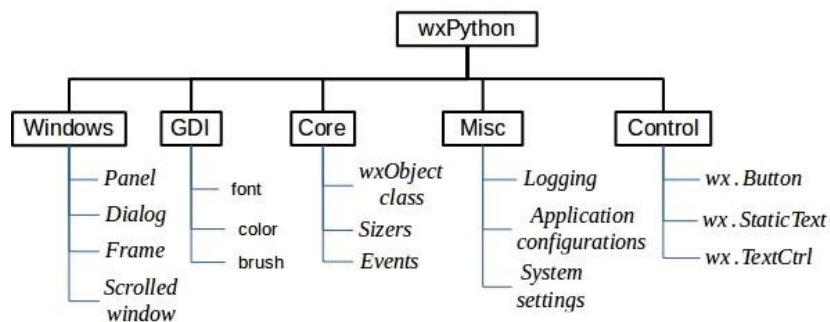 wxPython
Windows
GDI
Core
Misc
Control
Panel
Dialog
Frame
Scrolled
window
font
color
brush
wxObject
class
Sizers
Events
Logging
Application
configurations
System
settings
wx.Button
wx.StaticText
wx.TextCtrl